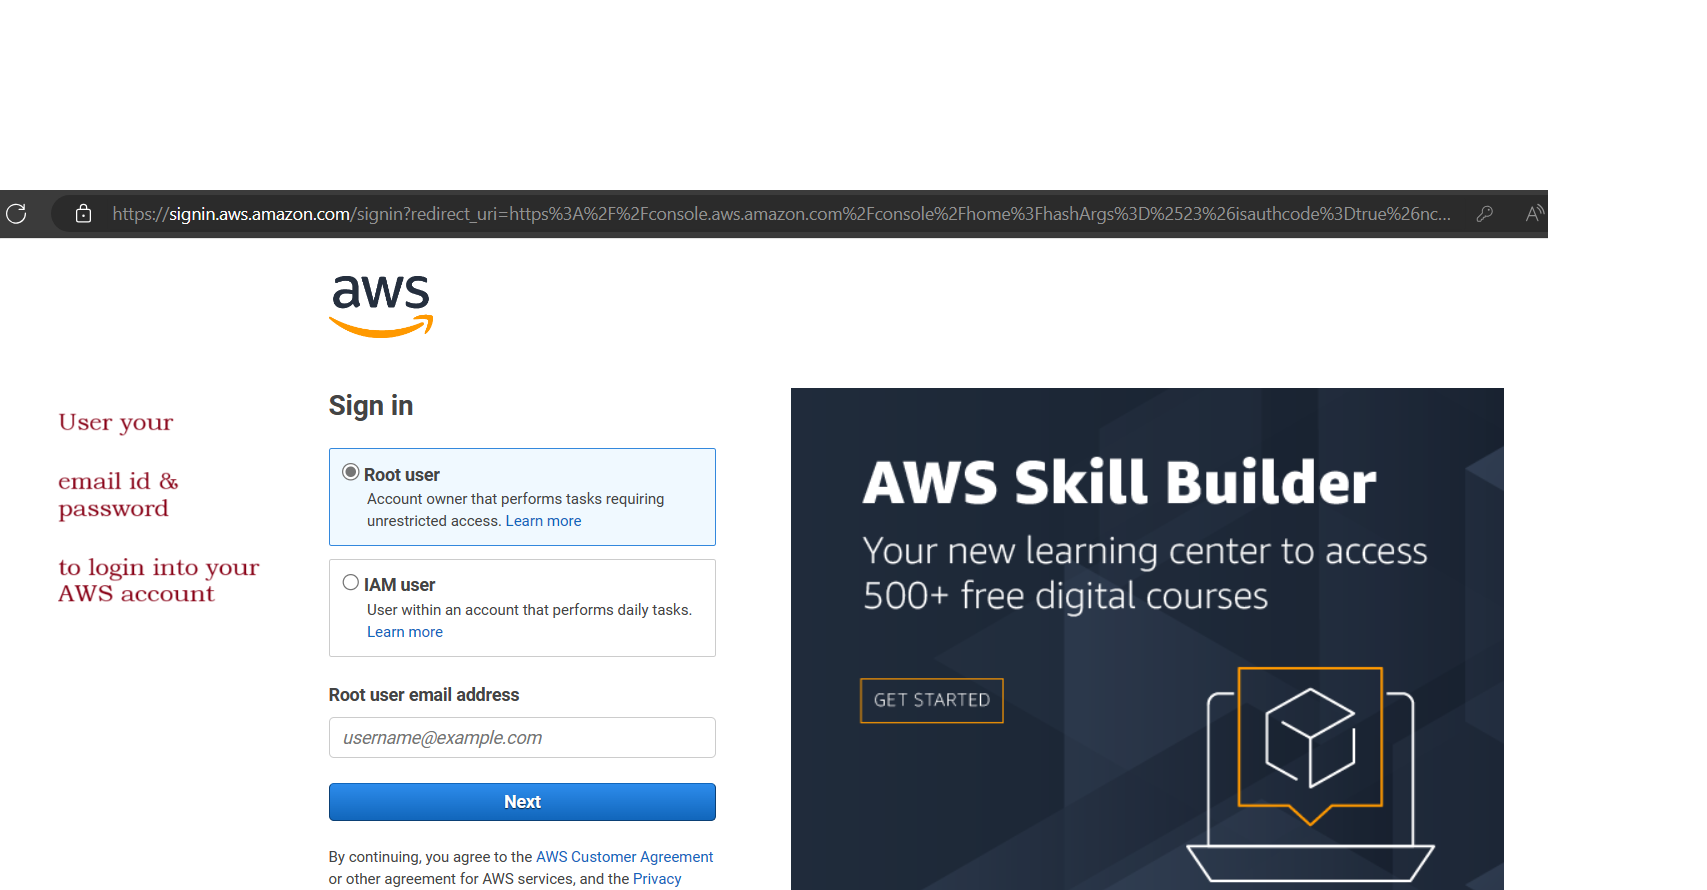 https://signin.aws.amazon.com/signin?redirect_uri=https%3A%2F%2Fconsole.aws.amazon.com%2Fconsole%2Fhome%3FhashArgs%3D%2523%26isauthcode%3Dtrue%26nc...
aws
Sign in
User your
email id &
password
to login into your
AWS account
Root user
Account owner that performs tasks requiring
unrestricted access. Learn more
IAM user
User within an account that performs daily tasks.
Learn more
Root user email address
username@example.com
Next
By continuing, you agree to the AWS Customer Agreement
or other agreement for AWS services, and the Privacy
AWS Skill Builder
Your new learning center to access
500+ free digital courses
GET STARTED